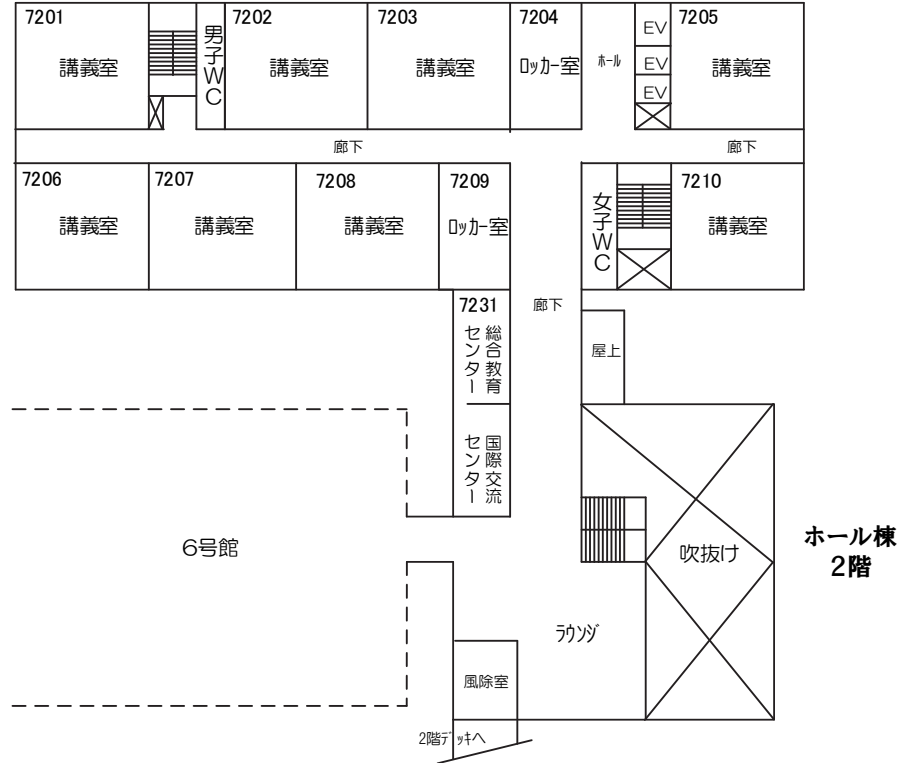 7201
講義室
男子WC
7202
講義室
7203
講義室
7204
ﾛｯｶｰ室
ﾎｰﾙ
EV
EV
EV
7205
講義室
廊下
廊下
7206
講義室
7207
講義室
7208
講義室
7209
ﾛｯｶｰ室
女子WC
7210
講義室
7231
総合教育
センター
廊下
屋上
国際交流
センター
6号館
吹抜け
ホール棟
2階
ﾗｳﾝｼﾞ
風除室
2階ﾃﾞｯｷへ